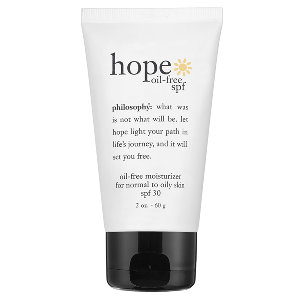 hope
oil-free
spf
philosophy: what was
is not what will be, let
hope light your path in
life's journey, and it will
set you free.
oil-free moisturizer
for normal to oily skin
spf 30
2 oz. - 60 g